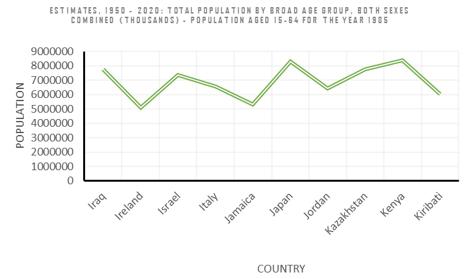 ESTIMATES, 1950 - 2020: TOTAL POPULATION BY BROAD AGE GROUP, BOTH SEXES
COMBINED (THOUSANDS) - POPULATION AGED 15-64 FOR THE YEAR 1985
9000000
8000000
7000000
6000000
5000000
4000000
3000000
2000000
1000000
0
POPULATION
Iraq
Ireland
Israel
Italy
Jamaica
Japan
Jordan
Kazakhstan
Kenya
Kiribati
COUNTRY